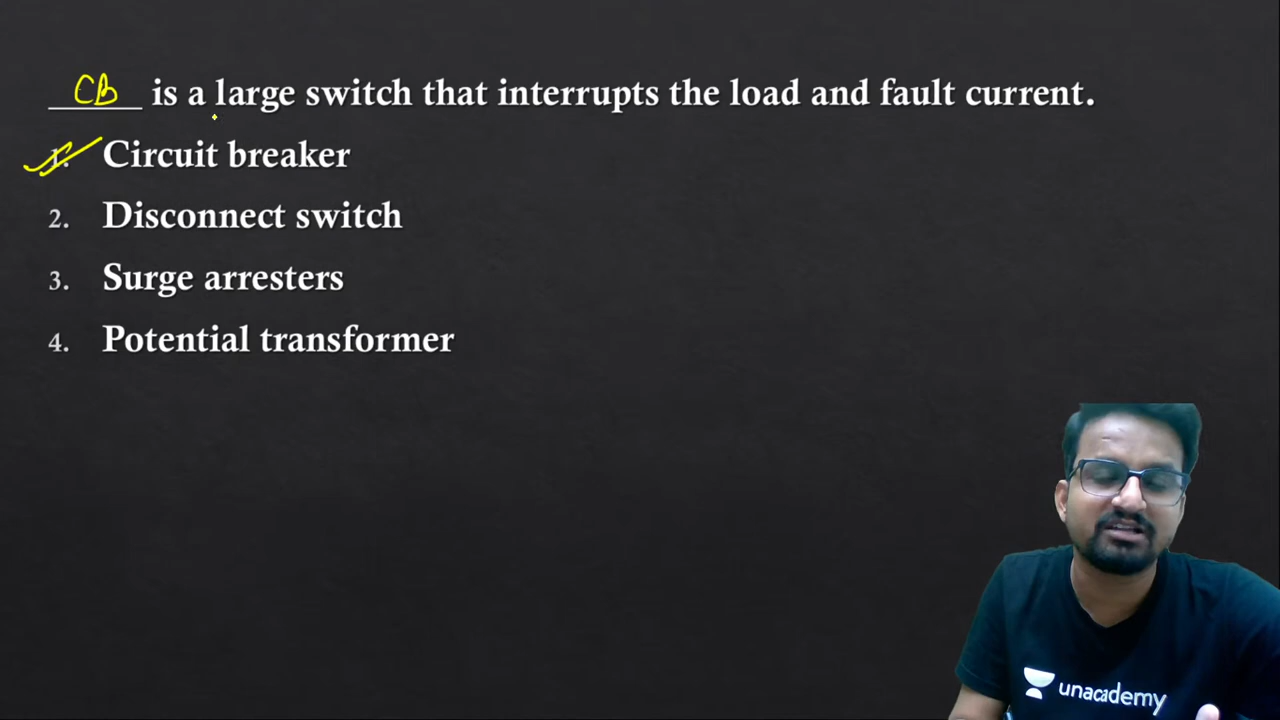 CB is a large switch that interrupts the load and fault current.
1. Circuit breaker
2. Disconnect switch
3. Surge arresters
4. Potential transformer
unacademy